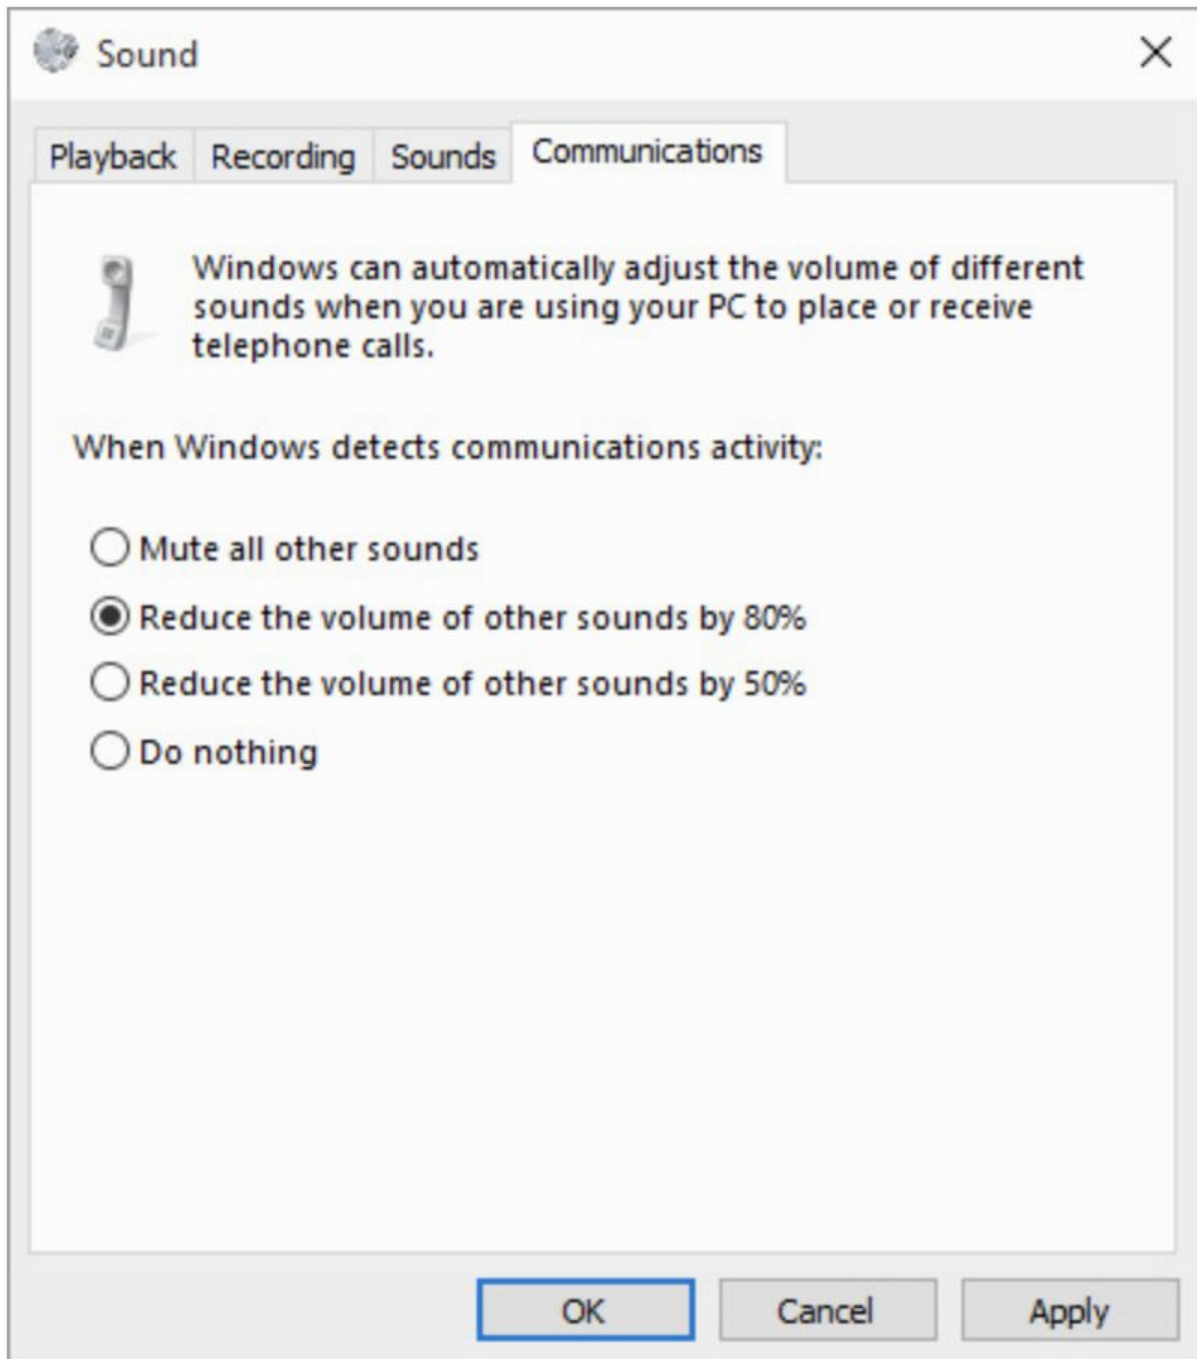 Sound
Playback Recording Sounds Communications
Windows can automatically adjust the volume of different
sounds when you are using your PC to place or receive
telephone calls.
When Windows detects communications activity:
Mute all other sounds
Reduce the volume of other sounds by 80%
Reduce the volume of other sounds by 50%
Do nothing
OK Cancel Apply